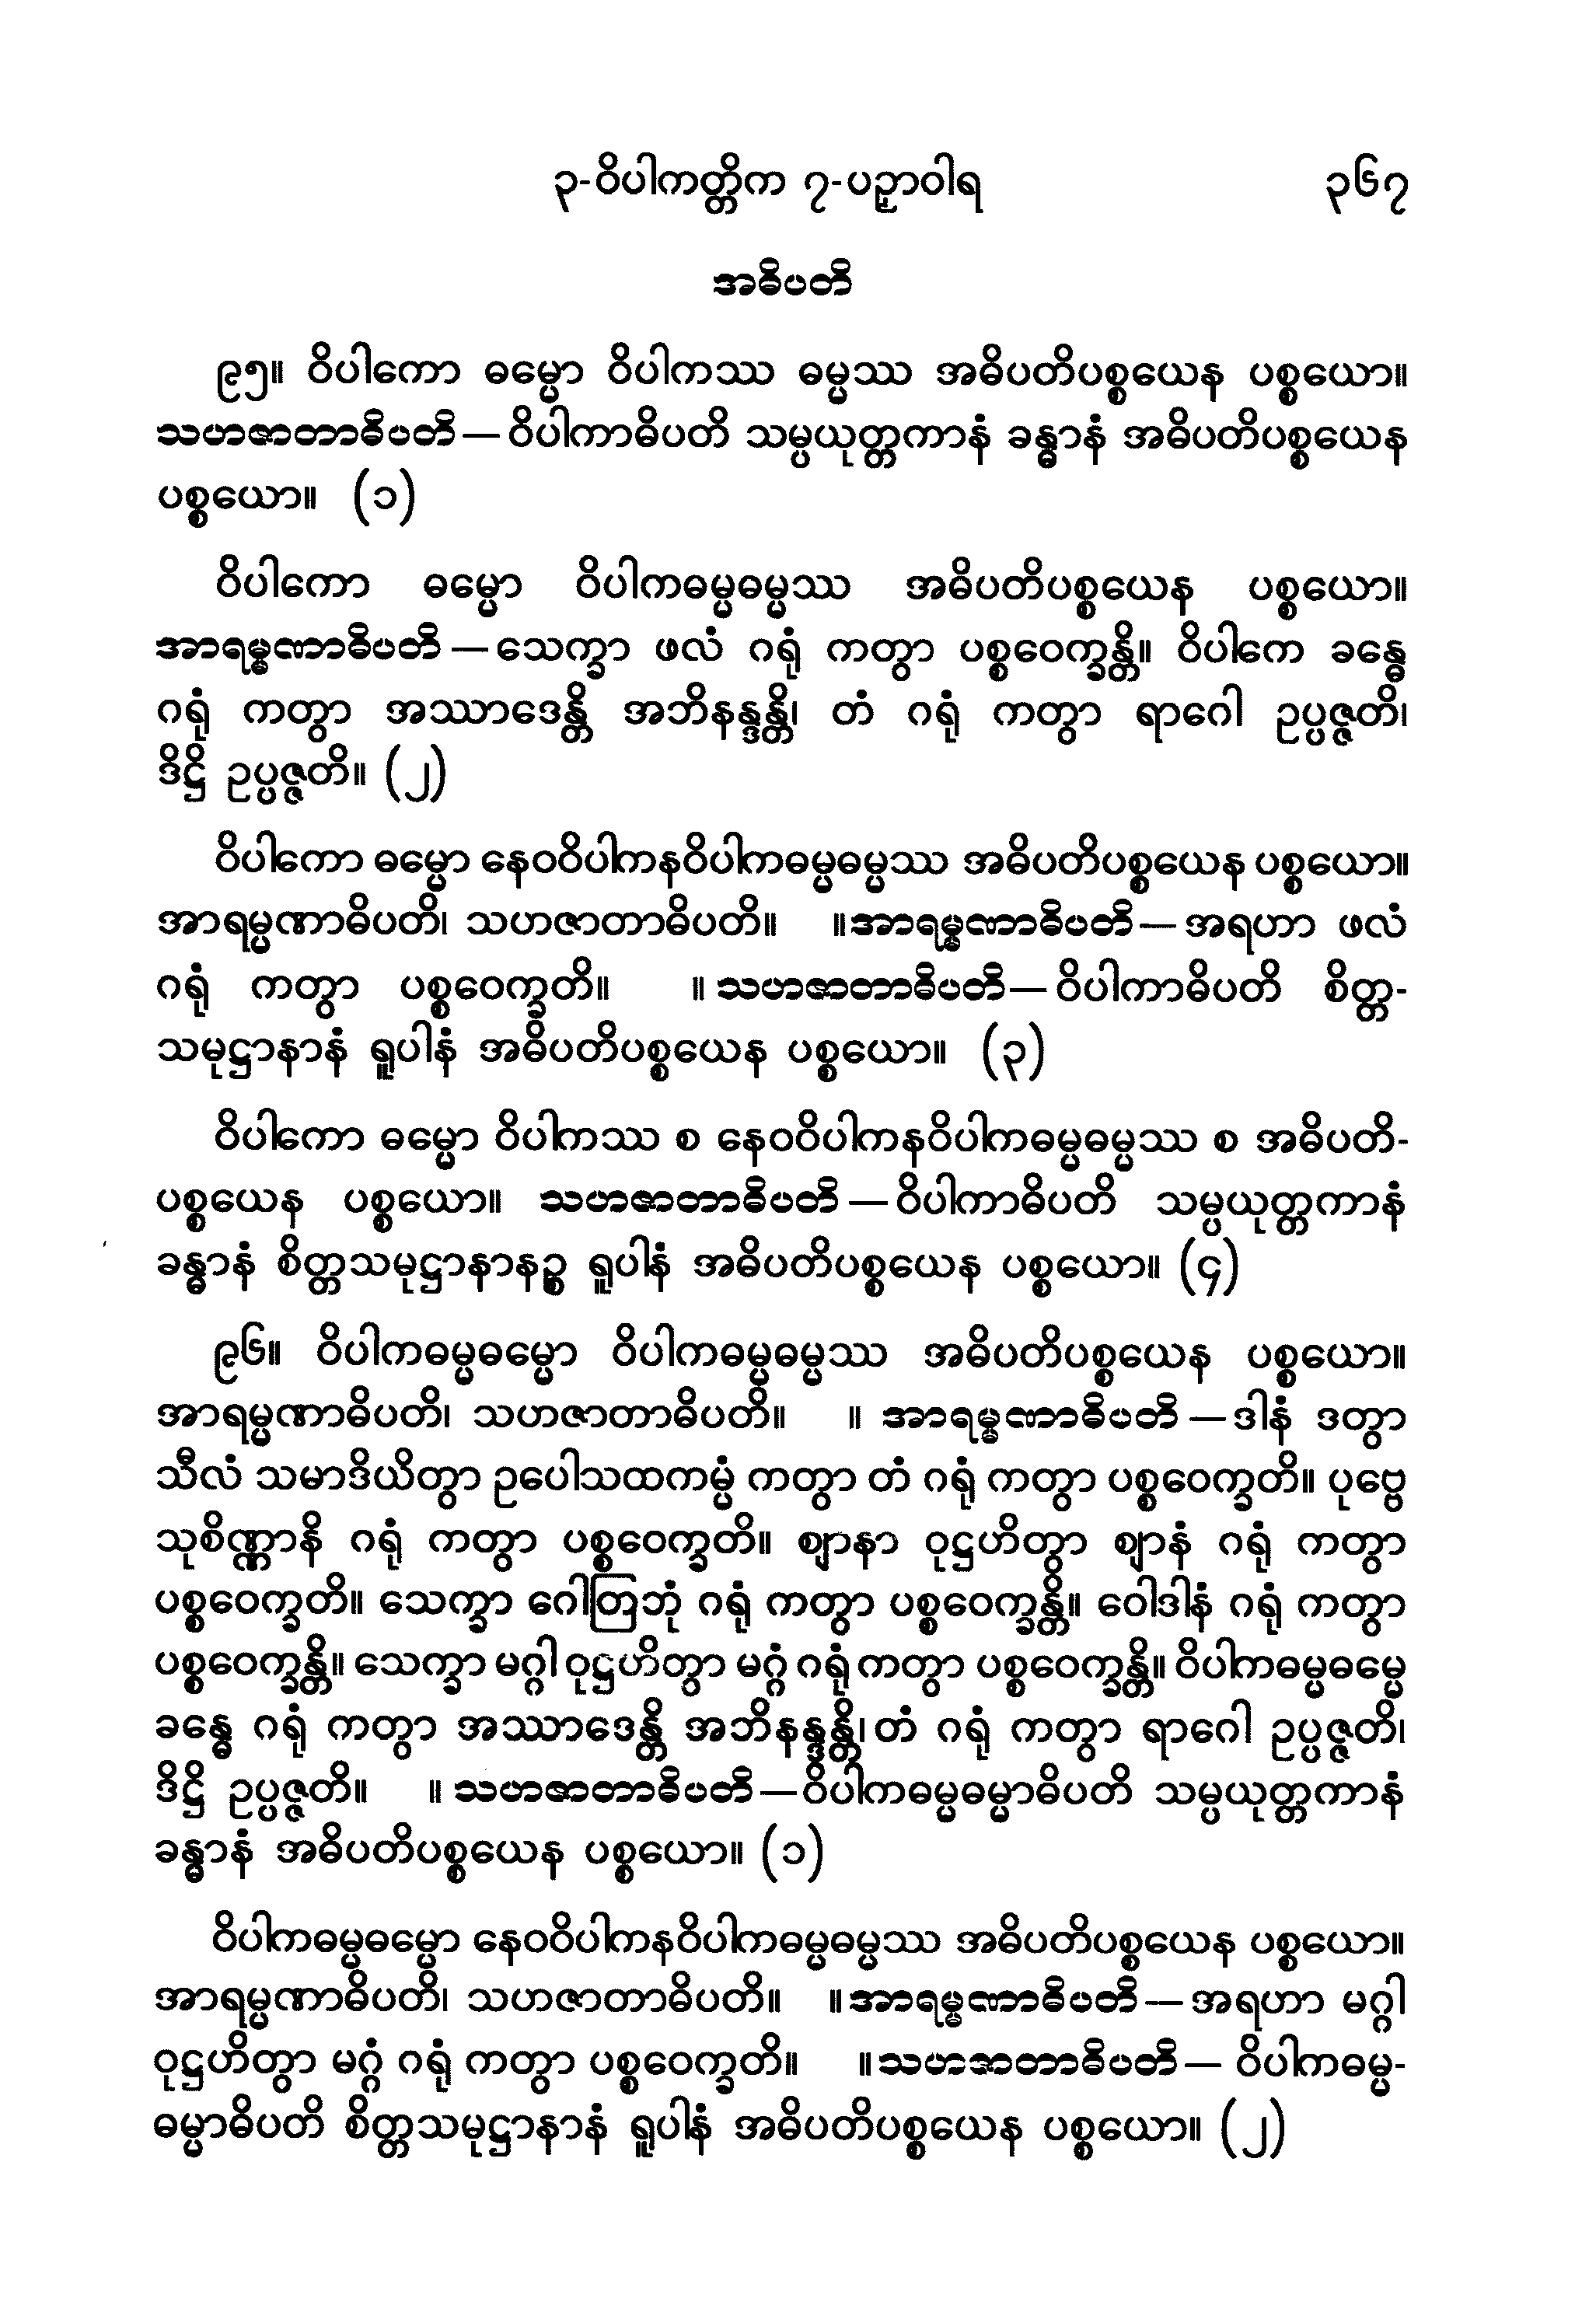 ၃-ဝိပါကတ္တိက ၇-ပဉှာဝါရ ၃၆၇
အဓိပတိ
၉၅။ ဝိပါကော ဓမ္မော ဝိပါကဿ ဓမ္မဿ အဓိပတိပစ္စယေန ပစ္စယော။
သဟဇာတာဓိပတိ — ဝိပါကာဓိပတိ သမ္ပယုတ္တကာနံ ခန္ဓာနံ အဓိပတိပစ္စယေန
ပစ္စယော။ (၁)
ဝိပါကော ဓမ္မော ဝိပါကဓမ္မဓမ္မဿ အဓိပတိပစ္စယေန ပစ္စယော။
အာရမ္မဏာဓိပတိ — သေက္ခာ ဖလံ ဂရုံ ကတွာ ပစ္စဝေက္ခန္တိ။ ဝိပါကေ ခန္ဓေ
ဂရုံ ကတွာ အဿာဒေန္တိ အဘိနန္ဒန္တိ၊ တံ ဂရုံ ကတွာ ရာဂေါ ဥပ္ပဇ္ဇတိ၊
ဒိဋ္ဌိ ဥပ္ပဇ္ဇတိ။ (၂)
ဝိပါကော ဓမ္မော နေဝဝိပါကနဝိပါကဓမ္မဓမ္မဿ အဓိပတိပစ္စယေန ပစ္စယော။
အာရမ္မဏာဓိပတိ၊ သဟဇာတာဓိပတိ။ ။အာရမ္မဏာဓိပတိ — အရဟာ ဖလံ
ဂရုံ ကတွာ ပစ္စဝေက္ခတိ။ ။ သဟဇာတာဓိပတိ — ဝိပါကာဓိပတိ စိတ္တ-
သမုဋ္ဌာနာနံ ရူပါနံ အဓိပတိပစ္စယေန ပစ္စယော။ (၃)
ဝိပါကော ဓမ္မော ဝိပါကဿ စ နေဝဝိပါကနဝိပါကဓမ္မဓမ္မဿ စ အဓိပတိ-
ပစ္စယေန ပစ္စယော။ သဟဇာတာဓိပတိ — ဝိပါကာဓိပတိ သမ္ပယုတ္တကာနံ
ခန္ဓာနံ စိတ္တသမုဋ္ဌာနာနဉ္စ ရူပါနံ အဓိပတိပစ္စယေန ပစ္စယော။ (၄)
၉၆။ ဝိပါကဓမ္မဓမ္မော ဝိပါကဓမ္မဓမ္မဿ အဓိပတိပစ္စယေန ပစ္စယော။
အာရမ္မဏာဓိပတိ၊ သဟဇာတာဓိပတိ။ ။ အာရမ္မဏာဓိပတိ — ဒါနံ ဒတွာ
သီလံ သမာဒိယိတွာ ဥပေါသထကမ္မံ ကတွာ တံ ဂရုံ ကတွာ ပစ္စဝေက္ခတိ။ ပုဗ္ဗေ
သုစိဏ္ဏာနိ ဂရုံ ကတွာ ပစ္စဝေက္ခတိ။ ဈာနာ ဝုဋ္ဌဟိတွာ ဈာနံ ဂရုံ ကတွာ
ပစ္စဝေက္ခတိ။ သေက္ခာ ဂေါတြဘုံ ဂရုံ ကတွာ ပစ္စဝေက္ခန္တိ။ ဝေါဒါနံ ဂရုံ ကတွာ
ပစ္စဝေက္ခန္တိ။ သေက္ခာ မဂ္ဂါ ဝုဋ္ဌဟိတွာ မဂ္ဂံ ဂရုံ ကတွာ ပစ္စဝေက္ခန္တိ။ ဝိပါကဓမ္မဓမ္မေ
ခန္ဓေ ဂရုံ ကတွာ အဿာဒေန္တိ အဘိနန္ဒန္တိ၊ တံ ဂရုံ ကတွာ ရာဂေါ ဥပ္ပဇ္ဇတိ၊
ဒိဋ္ဌိ ဥပ္ပဇ္ဇတိ။ ။ သဟဇာတာဓိပတိ — ဝိပါကဓမ္မဓမ္မာဓိပတိ သမ္ပယုတ္တကာနံ
ခန္ဓာနံ အဓိပတိပစ္စယေန ပစ္စယော။ (၁)
ဝိပါကဓမ္မဓမ္မော နေဝဝိပါကနဝိပါကဓမ္မဓမ္မဿ အဓိပတိပစ္စယေန ပစ္စယော။
အာရမ္မဏာဓိပတိ၊ သဟဇာတာဓိပတိ။ ။အာရမ္မဏာဓိပတိ — အရဟာ မဂ္ဂါ
ဝုဋ္ဌဟိတွာ မဂ္ဂံ ဂရုံ ကတွာ ပစ္စဝေက္ခတိ။ ။သဟဇာတာဓိပတိ — ဝိပါကဓမ္မ-
ဓမ္မာဓိပတိ စိတ္တသမုဋ္ဌာနာနံ ရူပါနံ အဓိပတိပစ္စယေန ပစ္စယော။ (၂)